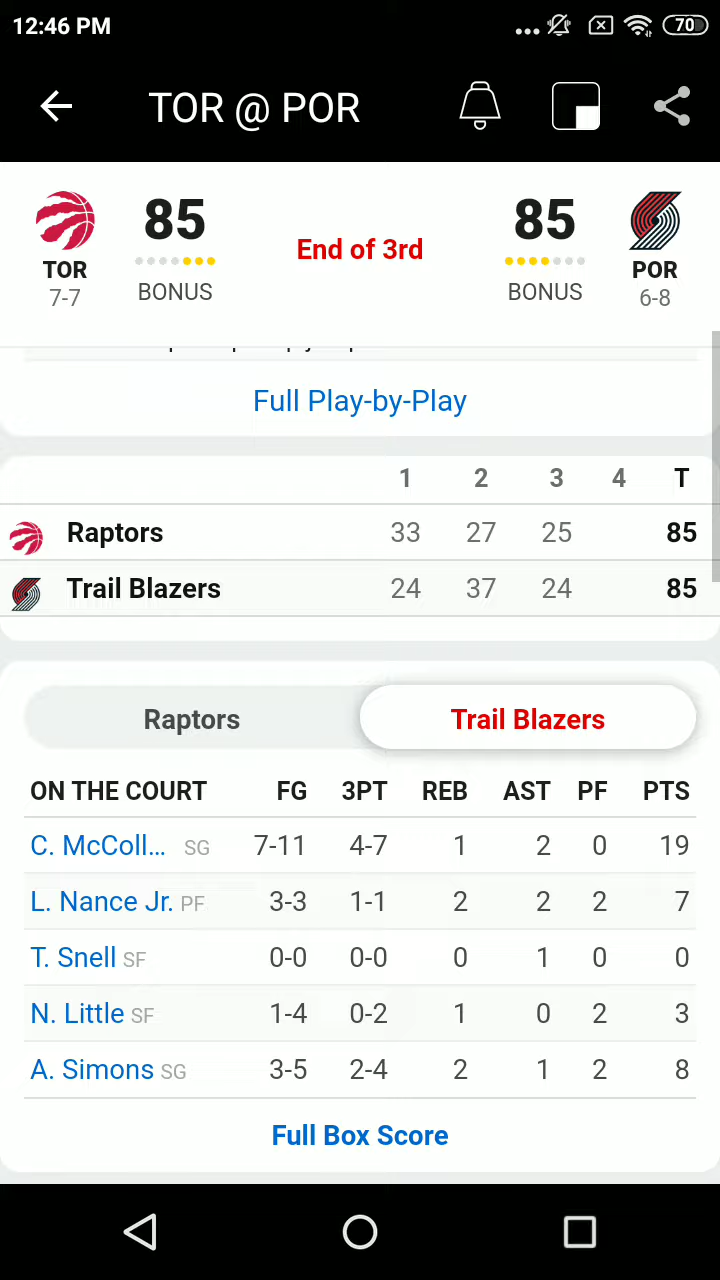 12:46 PM
70
TOR @ POR
85 End of 3rd 85
TOR POR
7-7 BONUS BONUS 6-8
Full Play-by-Play
1 2 3 4 T
Raptors 33 27 25 85
Trail Blazers 24 37 24 85
Raptors Trail Blazers
ON THE COURT FG 3PT REB AST PF PTS
C. McColl... SG 7-11 4-7 1 2 0 19
L. Nance Jr. PF 3-3 1-1 2 2 2 7
T. Snell SF 0-0 0-0 0 1 0 0
N. Little SF 1-4 0-2 1 0 2 3
A. Simons SG 3-5 2-4 2 1 2 8
Full Box Score